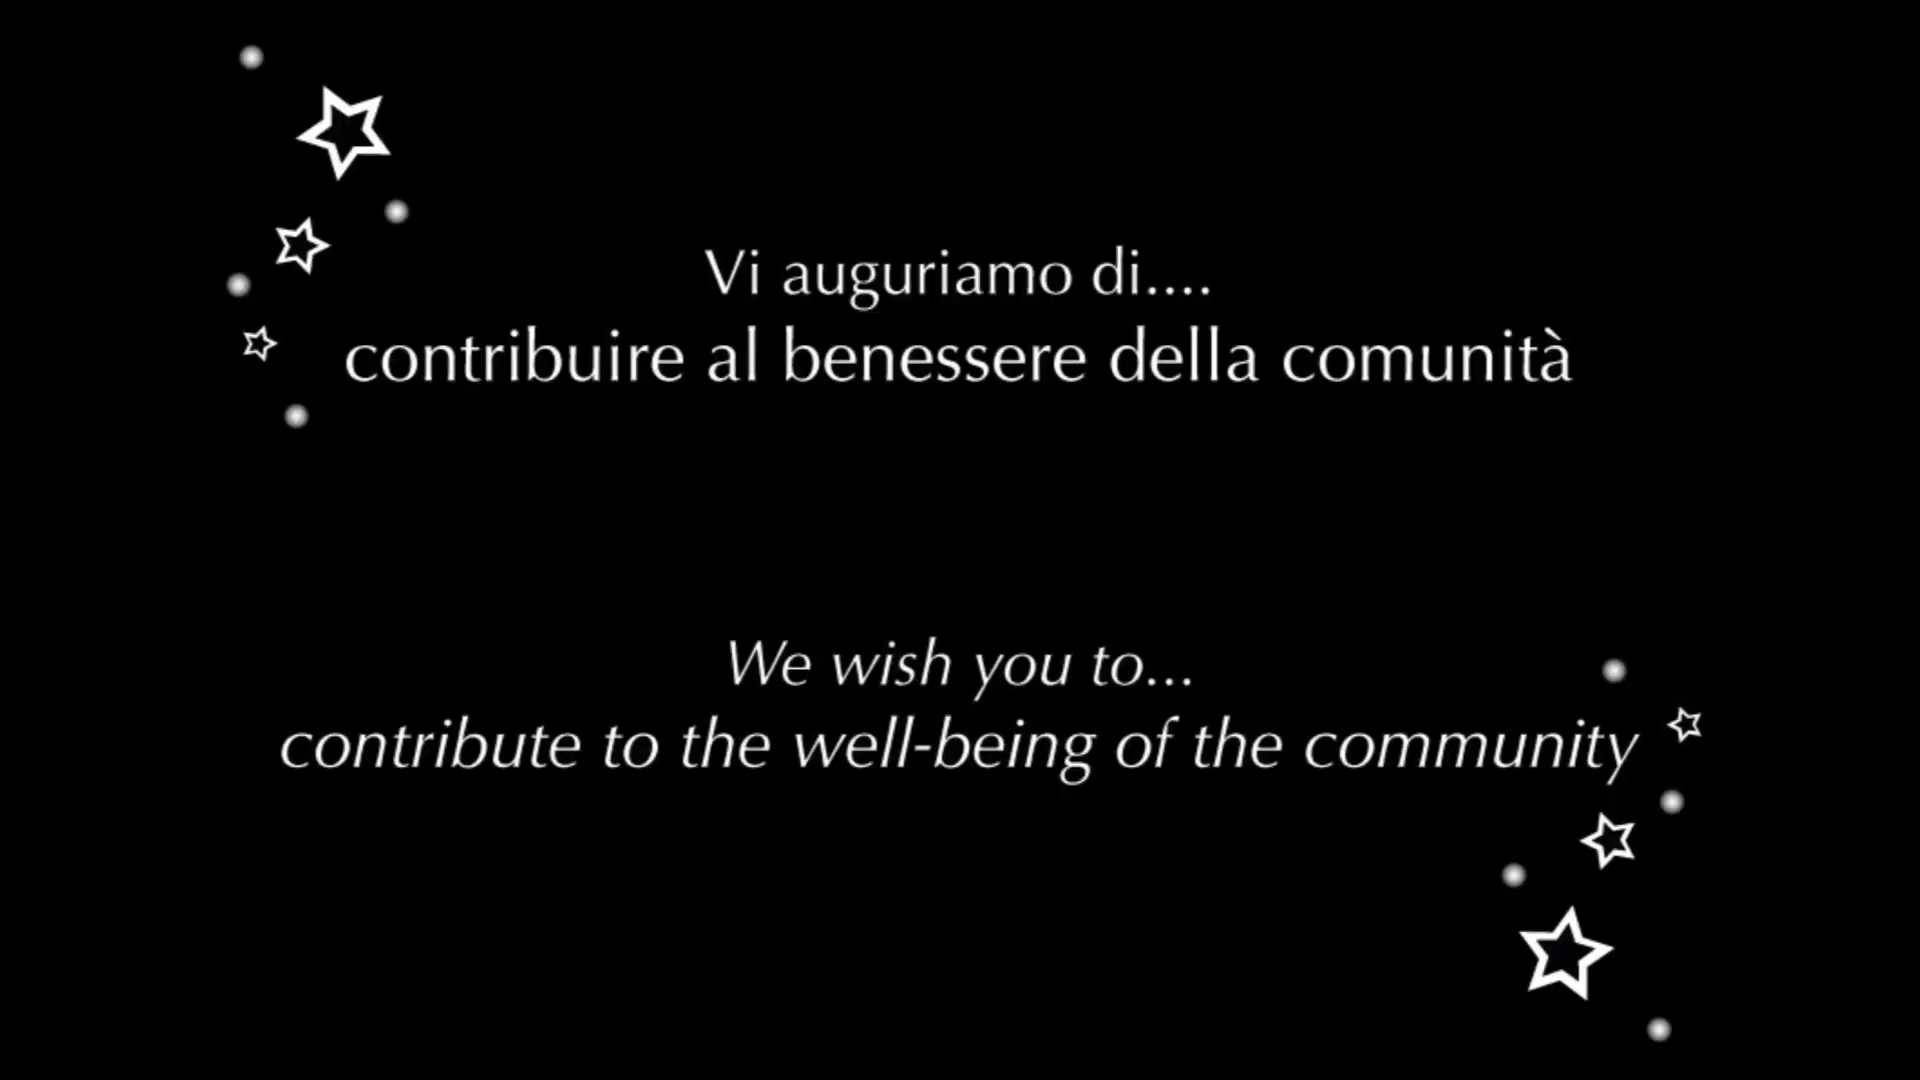 Vi auguriamo di....
contribuire al benessere della comunità
We wish you to...
contribute to the well-being of the community